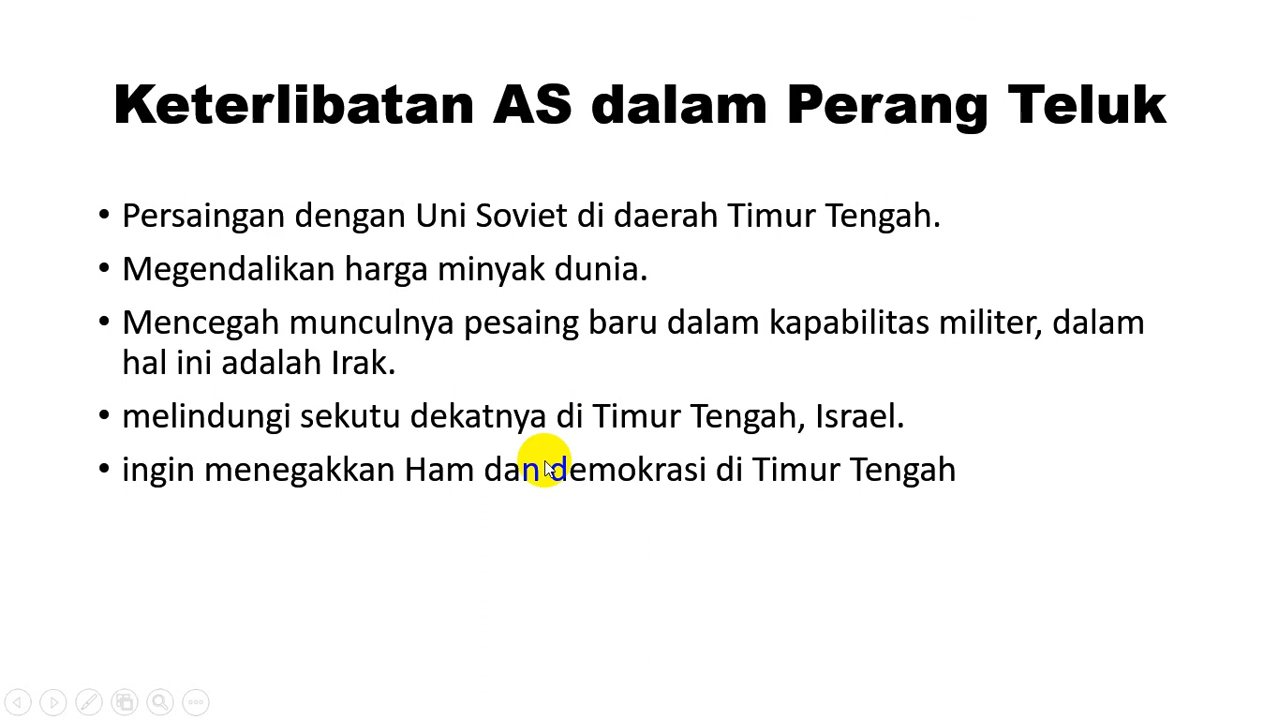 Keterlibatan AS dalam Perang Teluk
• Persaingan dengan Uni Soviet di daerah Timur Tengah.
• Megendalikan harga minyak dunia.
• Mencegah munculnya pesaing baru dalam kapabilitas militer, dalam
hal ini adalah Irak.
• melindungi sekutu dekatnya di Timur Tengah, Israel.
• ingin menegakkan Ham dan demokrasi di Timur Tengah